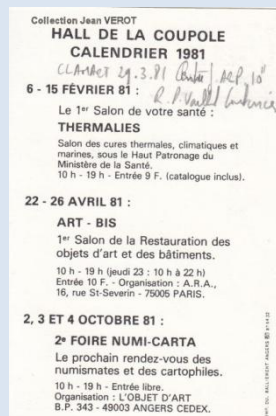 Collection Jean VEROT
HALL DE LA COUPOLE
CALENDRIER 1981
CLAMART 29.3.81
6 - 15 FÉVRIER 81 :
Le 1er Salon de votre santé :
THERMALIES
Salon des cures thermales, climatiques et
marines, sous le Haut Patronage du
Ministère de la Santé.
10 h - 19 h - Entrée 9 F. (catalogue inclus).
22 - 26 AVRIL 81 :
ART - BIS
1er Salon de la Restauration des
objets d'art et des bâtiments.
10 h - 19 h (jeudi 23 : 10 h à 22 h)
Entrée 10 F. - Organisation : A.R.A.,
16, rue St-Severin - 75005 PARIS.
2, 3 ET 4 OCTOBRE 81 :
2e FOIRE NUMI-CARTA
Le prochain rendez-vous des
numismates et des cartophiles.
10 h - 19 h - Entrée libre.
Organisation : L'OBJET D'ART
B.P. 343 - 49003 ANGERS CEDEX.